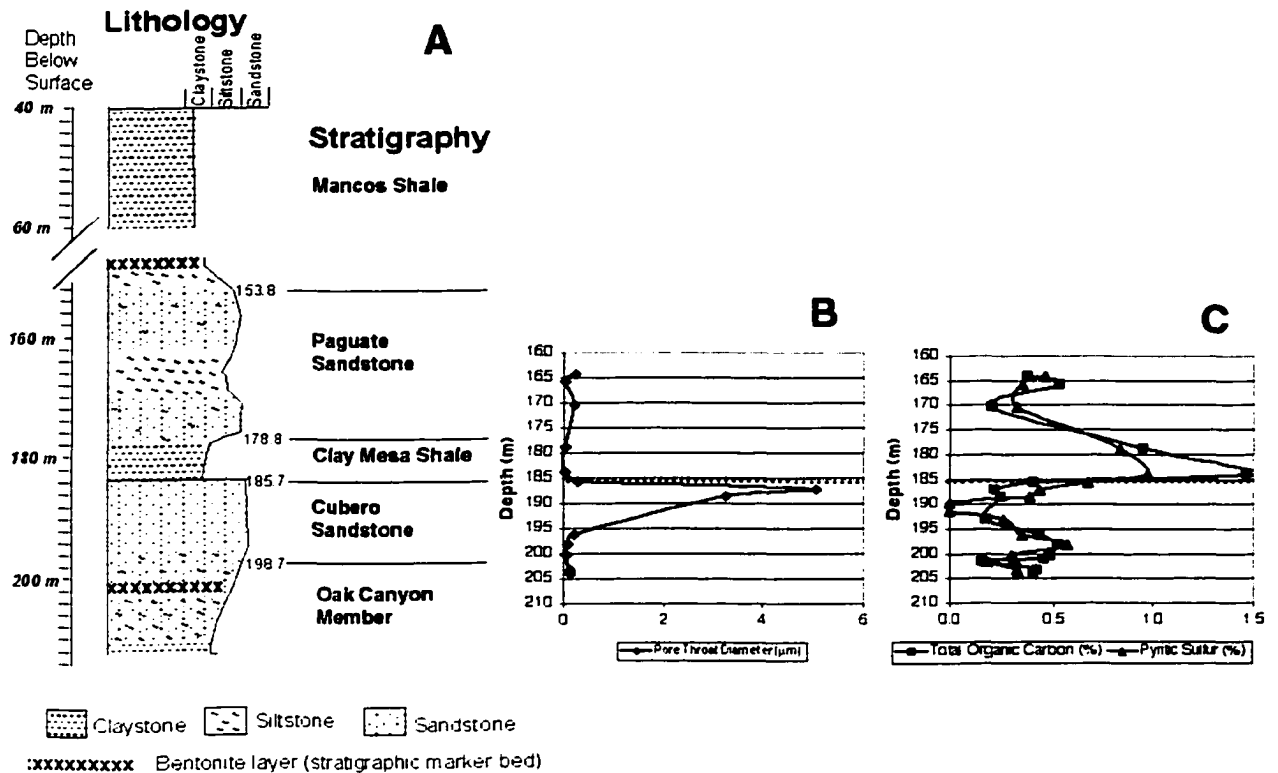 Lithology
A
Depth
Below
Surface
Claystone
Siltstone
Sandstone
40 m
Stratigraphy
Mancos Shale
60 m
153.8
160 m
Paguate
Sandstone
178.8
180 m
Clay Mesa Shale
185.7
Cubero
Sandstone
198.7
200 m
Oak Canyon
Member
B
160
165
170
175
180
185
190
195
200
205
210
Depth (m)
0
2
4
6
Pore Throat Diameter (µm)
C
160
165
170
175
180
185
190
195
200
205
210
Depth (m)
0.0
0.5
1.0
1.5
Total Organic Carbon (%)
Pyritic Sulfur (%)
Claystone
Siltstone
Sandstone
Bentonite layer (stratigraphic marker bed)